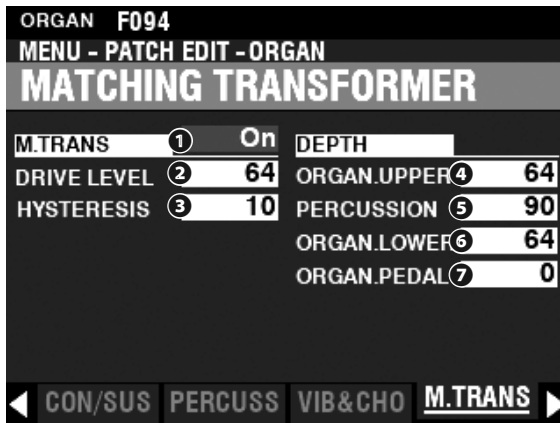 ORGAN F094
MENU - PATCH EDIT - ORGAN
MATCHING TRANSFORMER
M.TRANS 1 On
DRIVE LEVEL 2 64
HYSTERESIS 3 10
DEPTH
ORGAN.UPPER 4 64
PERCUSSION 5 90
ORGAN.LOWER 6 64
ORGAN.PEDAL 7 0
CON/SUS PERCUSS VIB&CHO M.TRANS